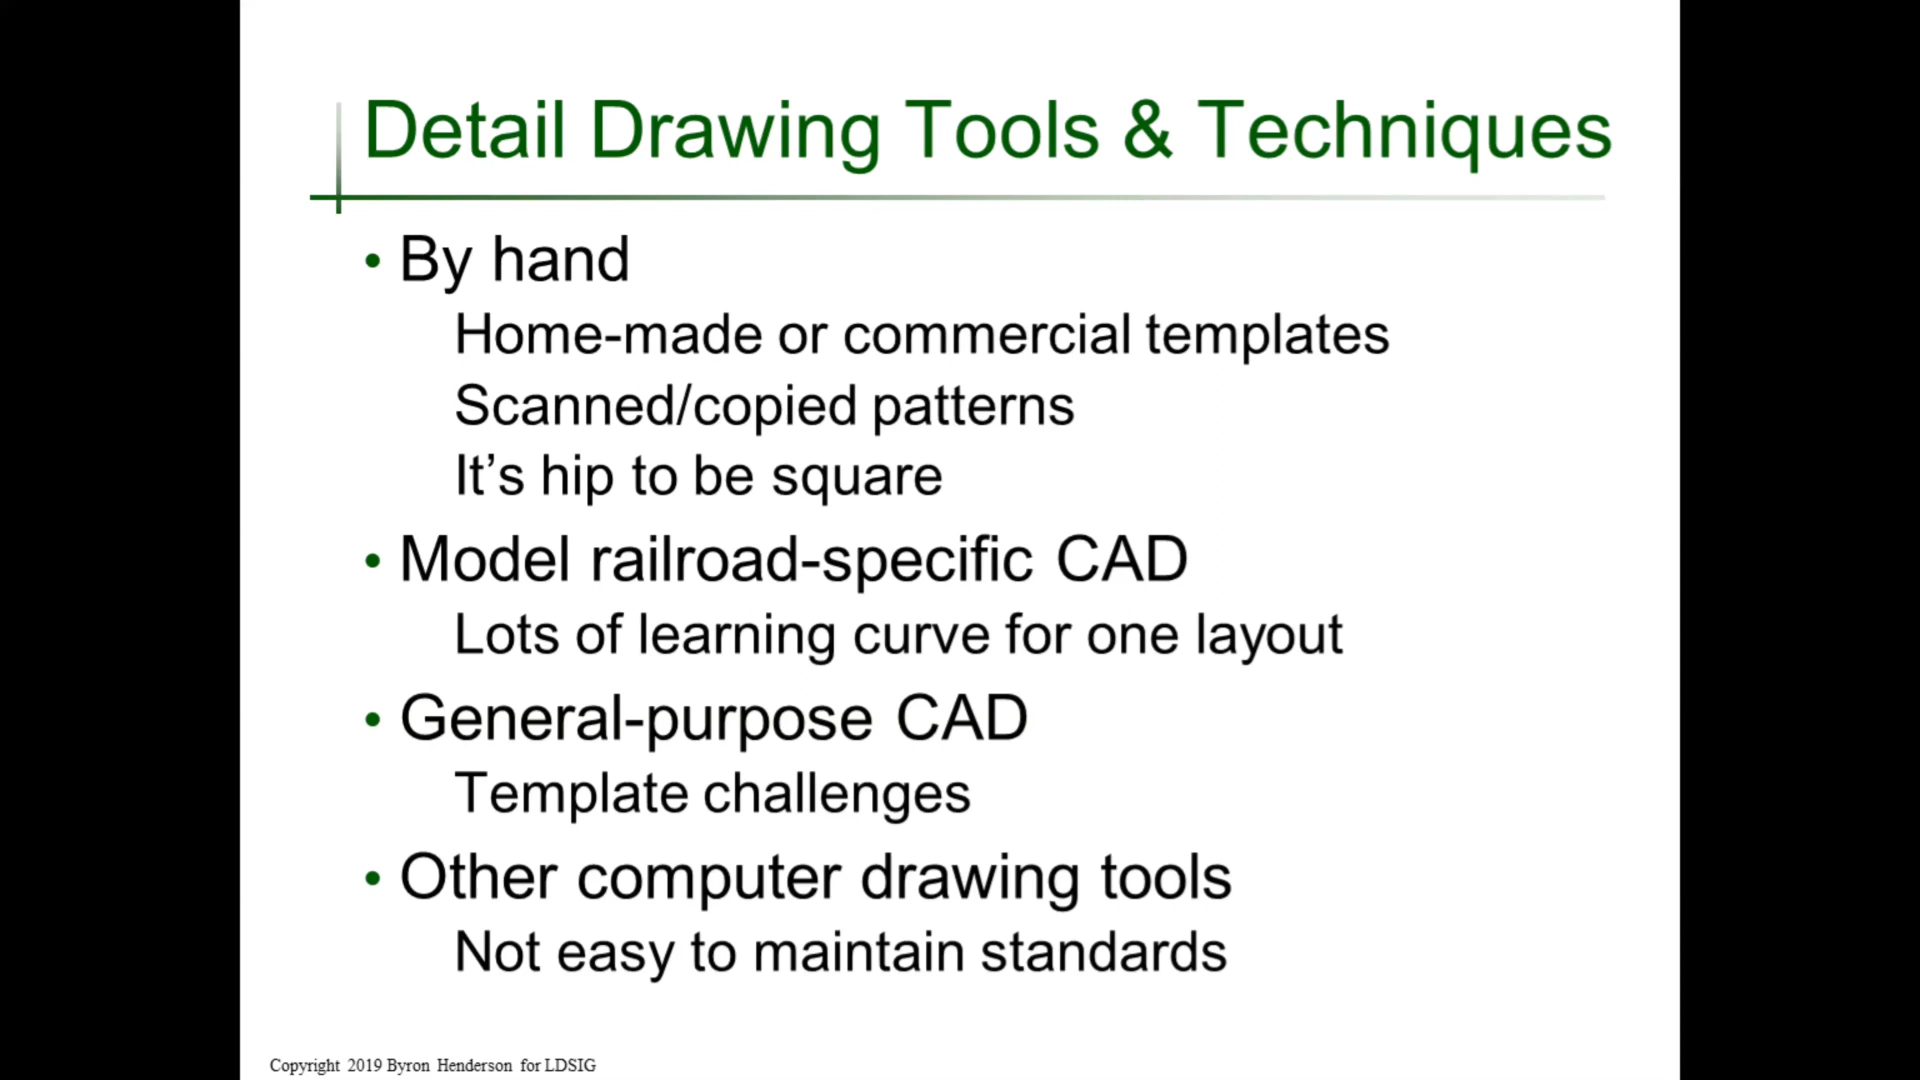 Detail Drawing Tools & Techniques
• By hand
Home-made or commercial templates
Scanned/copied patterns
It’s hip to be square
• Model railroad-specific CAD
Lots of learning curve for one layout
• General-purpose CAD
Template challenges
• Other computer drawing tools
Not easy to maintain standards
Copyright 2019 Byron Henderson for LDSIG